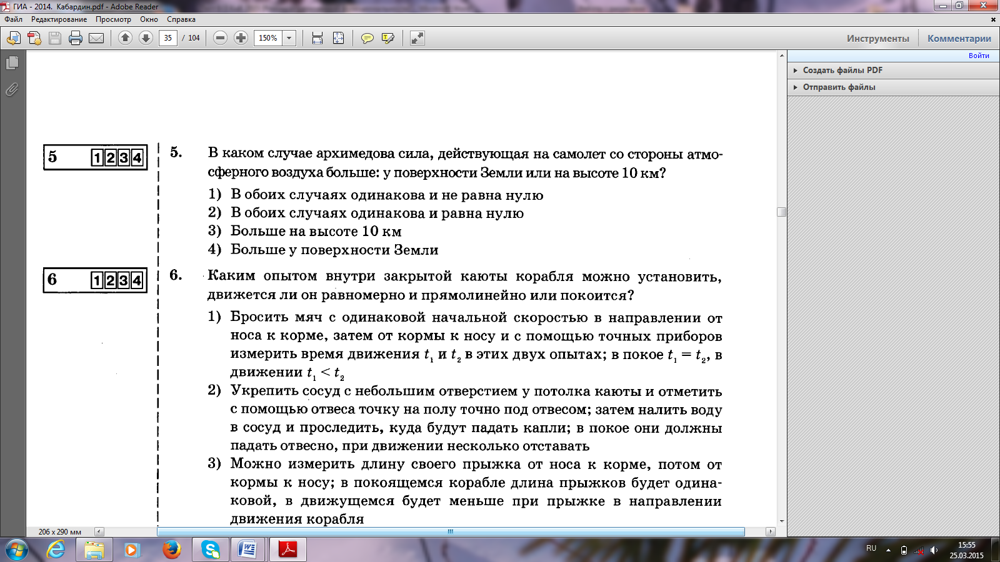 ГИА - 2014.  Кабардин.pdf - Adobe Reader
Файл Редактирование Просмотр Окно Справка
35 / 104 150% Инструменты Комментарии
Войти
Создать файлы PDF
Отправить файлы
5 1 2 3 4
5. В каком случае архимедова сила, действующая на самолет со стороны атмо-
сферного воздуха больше: у поверхности Земли или на высоте 10 км?
1) В обоих случаях одинакова и не равна нулю
2) В обоих случаях одинакова и равна нулю
3) Больше на высоте 10 км
4) Больше у поверхности Земли
6 1 2 3 4
6. Каким опытом внутри закрытой каюты корабля можно установить,
движется ли он равномерно и прямолинейно или покоится?
1) Бросить мяч с одинаковой начальной скоростью в направлении от
носа к корме, затем от кормы к носу и с помощью точных приборов
измерить время движения t₁ и t₂ в этих двух опытах; в покое t₁ = t₂, в
движении t₁ < t₂
2) Укрепить сосуд с небольшим отверстием у потолка каюты и отметить
с помощью отвеса точку на полу точно под отвесом; затем налить воду
в сосуд и проследить, куда будут падать капли; в покое они должны
падать отвесно, при движении несколько отставать
3) Можно измерить длину своего прыжка от носа к корме, потом от
кормы к носу; в покоящемся корабле длина прыжков будет одина-
ковой, в движущемся будет меньше при прыжке в направлении
движения корабля
206 x 290 мм
RU 15:55
25.03.2015